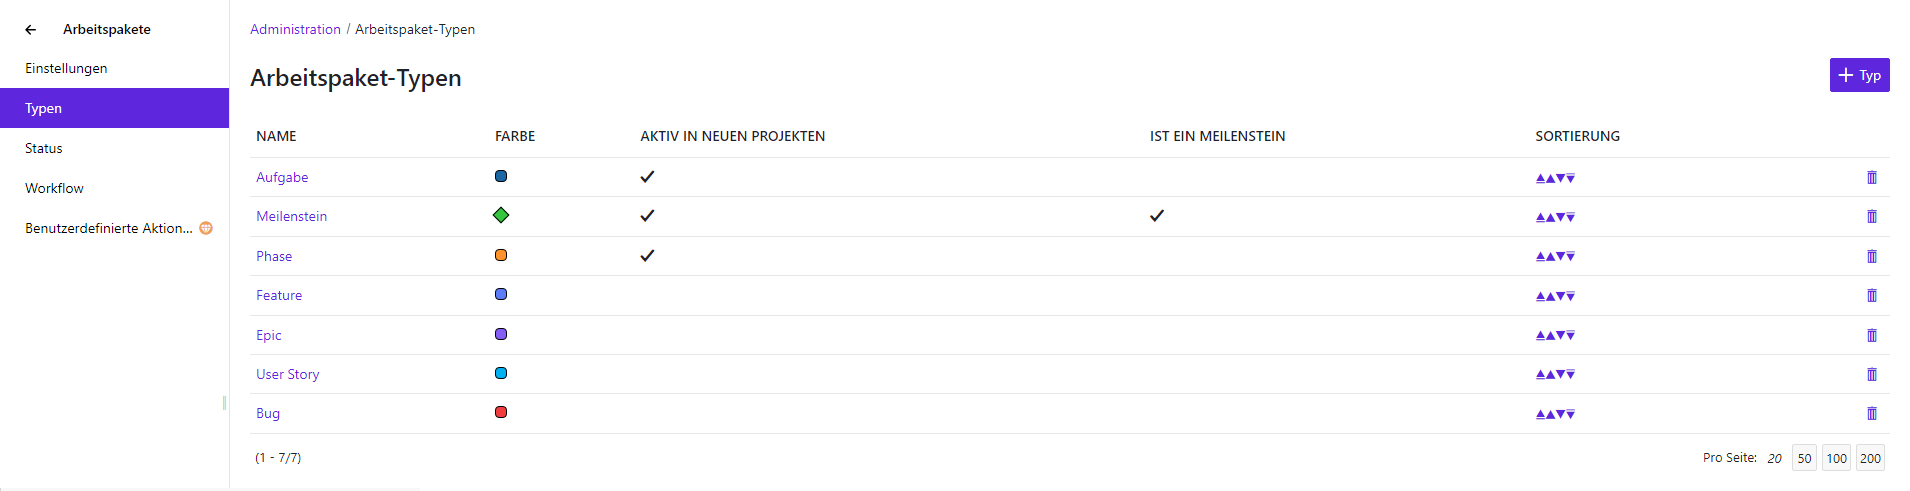 Arbeitspakete
Einstellungen
Typen
Status
Workflow
Benutzerdefinierte Aktion...
Administration / Arbeitspaket-Typen
Arbeitspaket-Typen
Typ
NAME FARBE AKTIV IN NEUEN PROJEKTEN IST EIN MEILENSTEIN SORTIERUNG
Aufgabe
Meilenstein
Phase
Feature
Epic
User Story
Bug
(1 - 7/7)
Pro Seite: 20 50 100 200